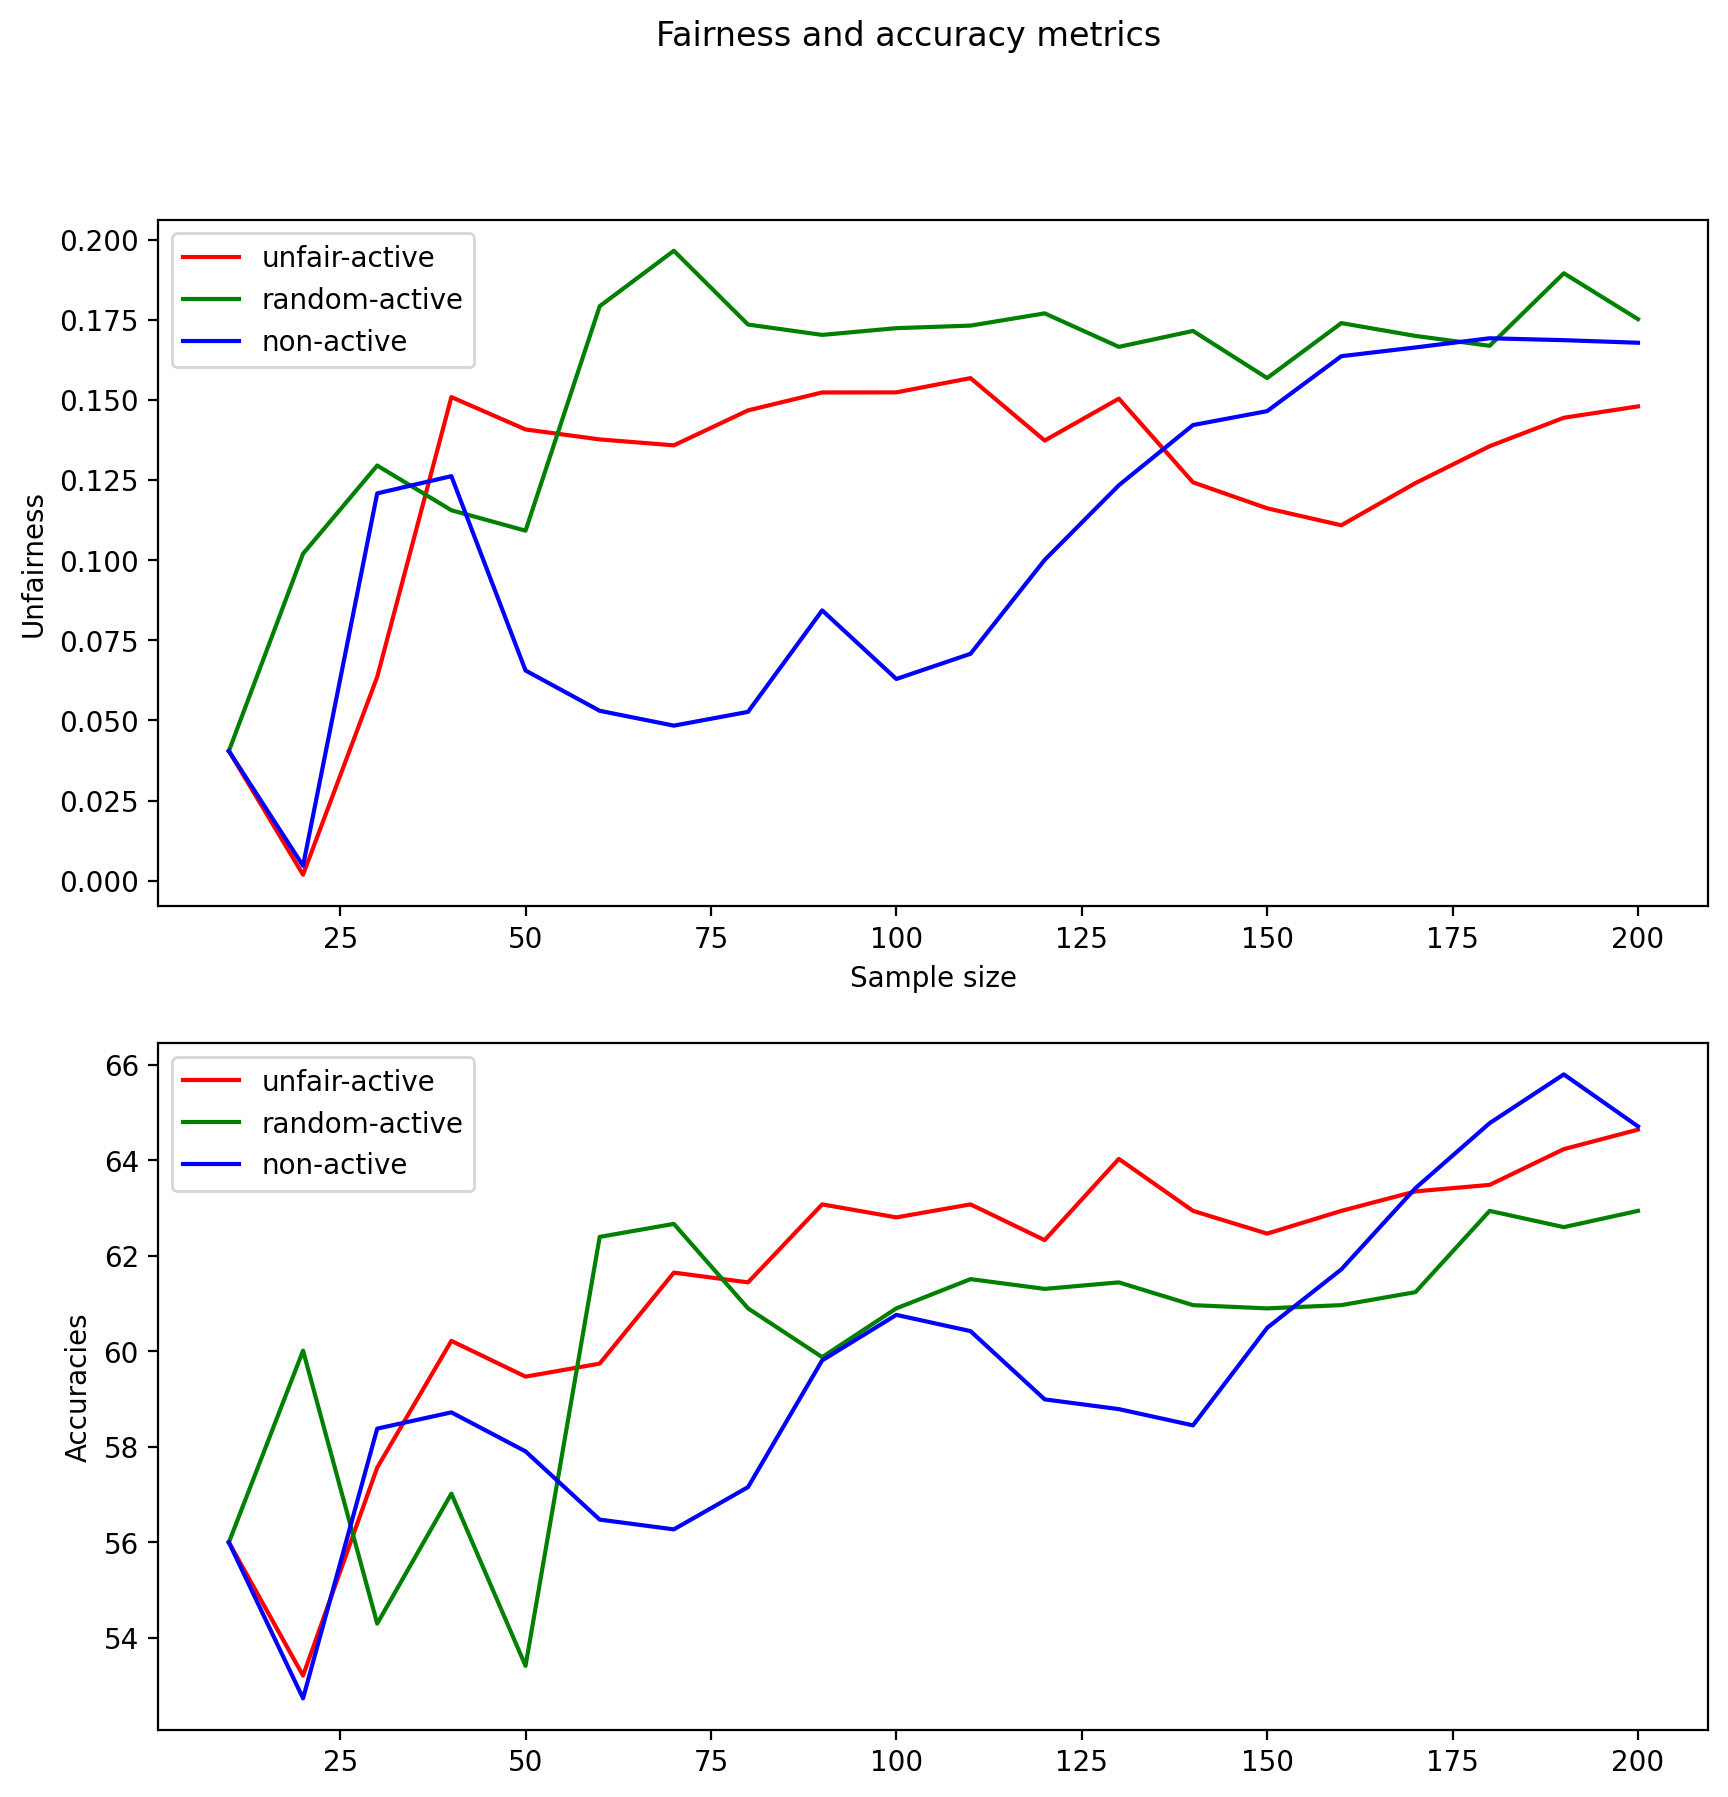 Fairness and accuracy metrics
unfair-active
random-active
non-active
0.200
0.175
0.150
0.125
0.100
0.075
0.050
0.025
0.000
Unfairness
25 50 75 100 125 150 175 200
Sample size
unfair-active
random-active
non-active
66
64
62
60
58
56
54
Accuracies
25 50 75 100 125 150 175 200